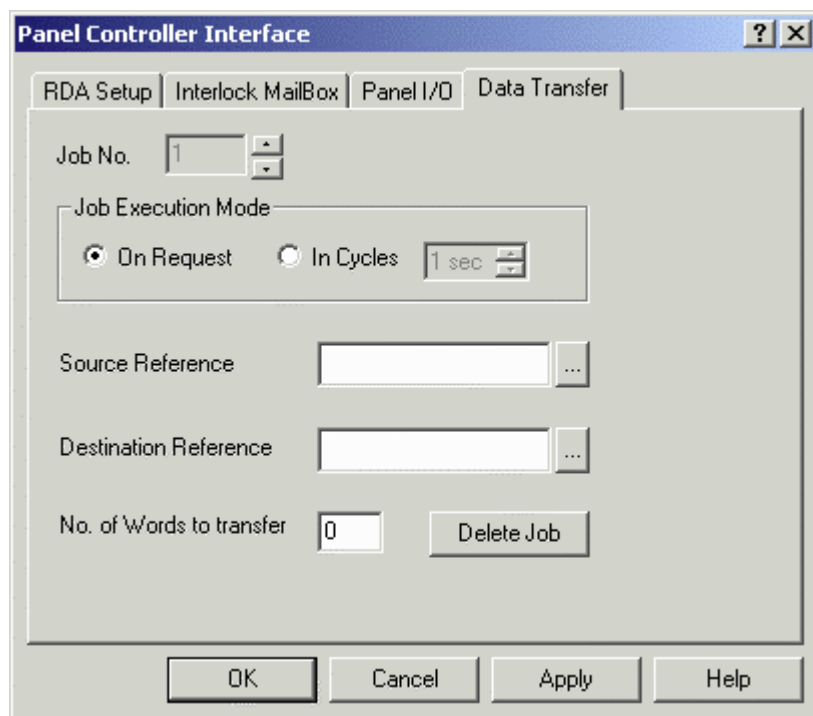 Panel Controller Interface
RDA Setup Interlock MailBox Panel I/O Data Transfer
Job No. 1
Job Execution Mode
On Request In Cycles 1 sec
Source Reference ...
Destination Reference ...
No. of Words to transfer 0 Delete Job
OK Cancel Apply Help